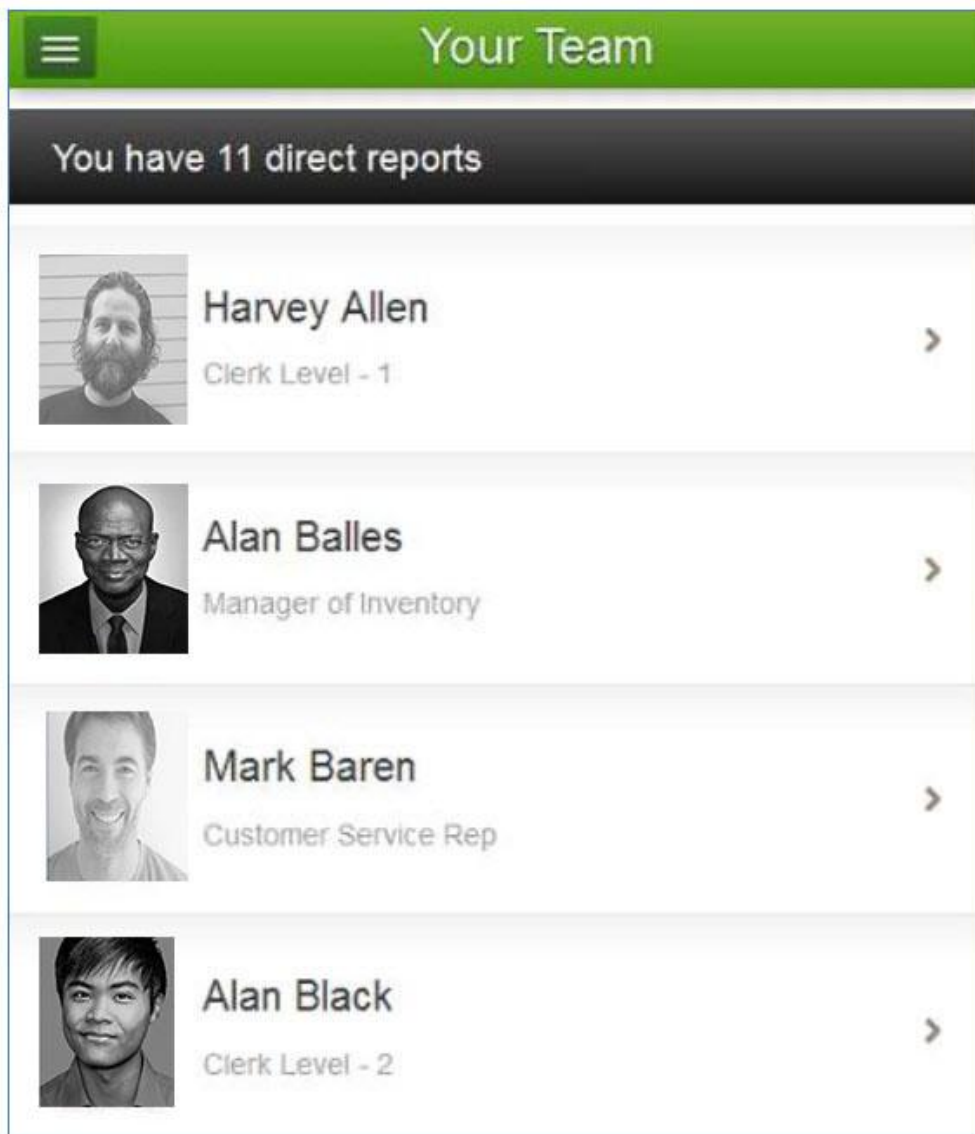 Your Team
You have 11 direct reports
Harvey Allen
Clerk Level - 1
Alan Balles
Manager of Inventory
Mark Baren
Customer Service Rep
Alan Black
Clerk Level - 2